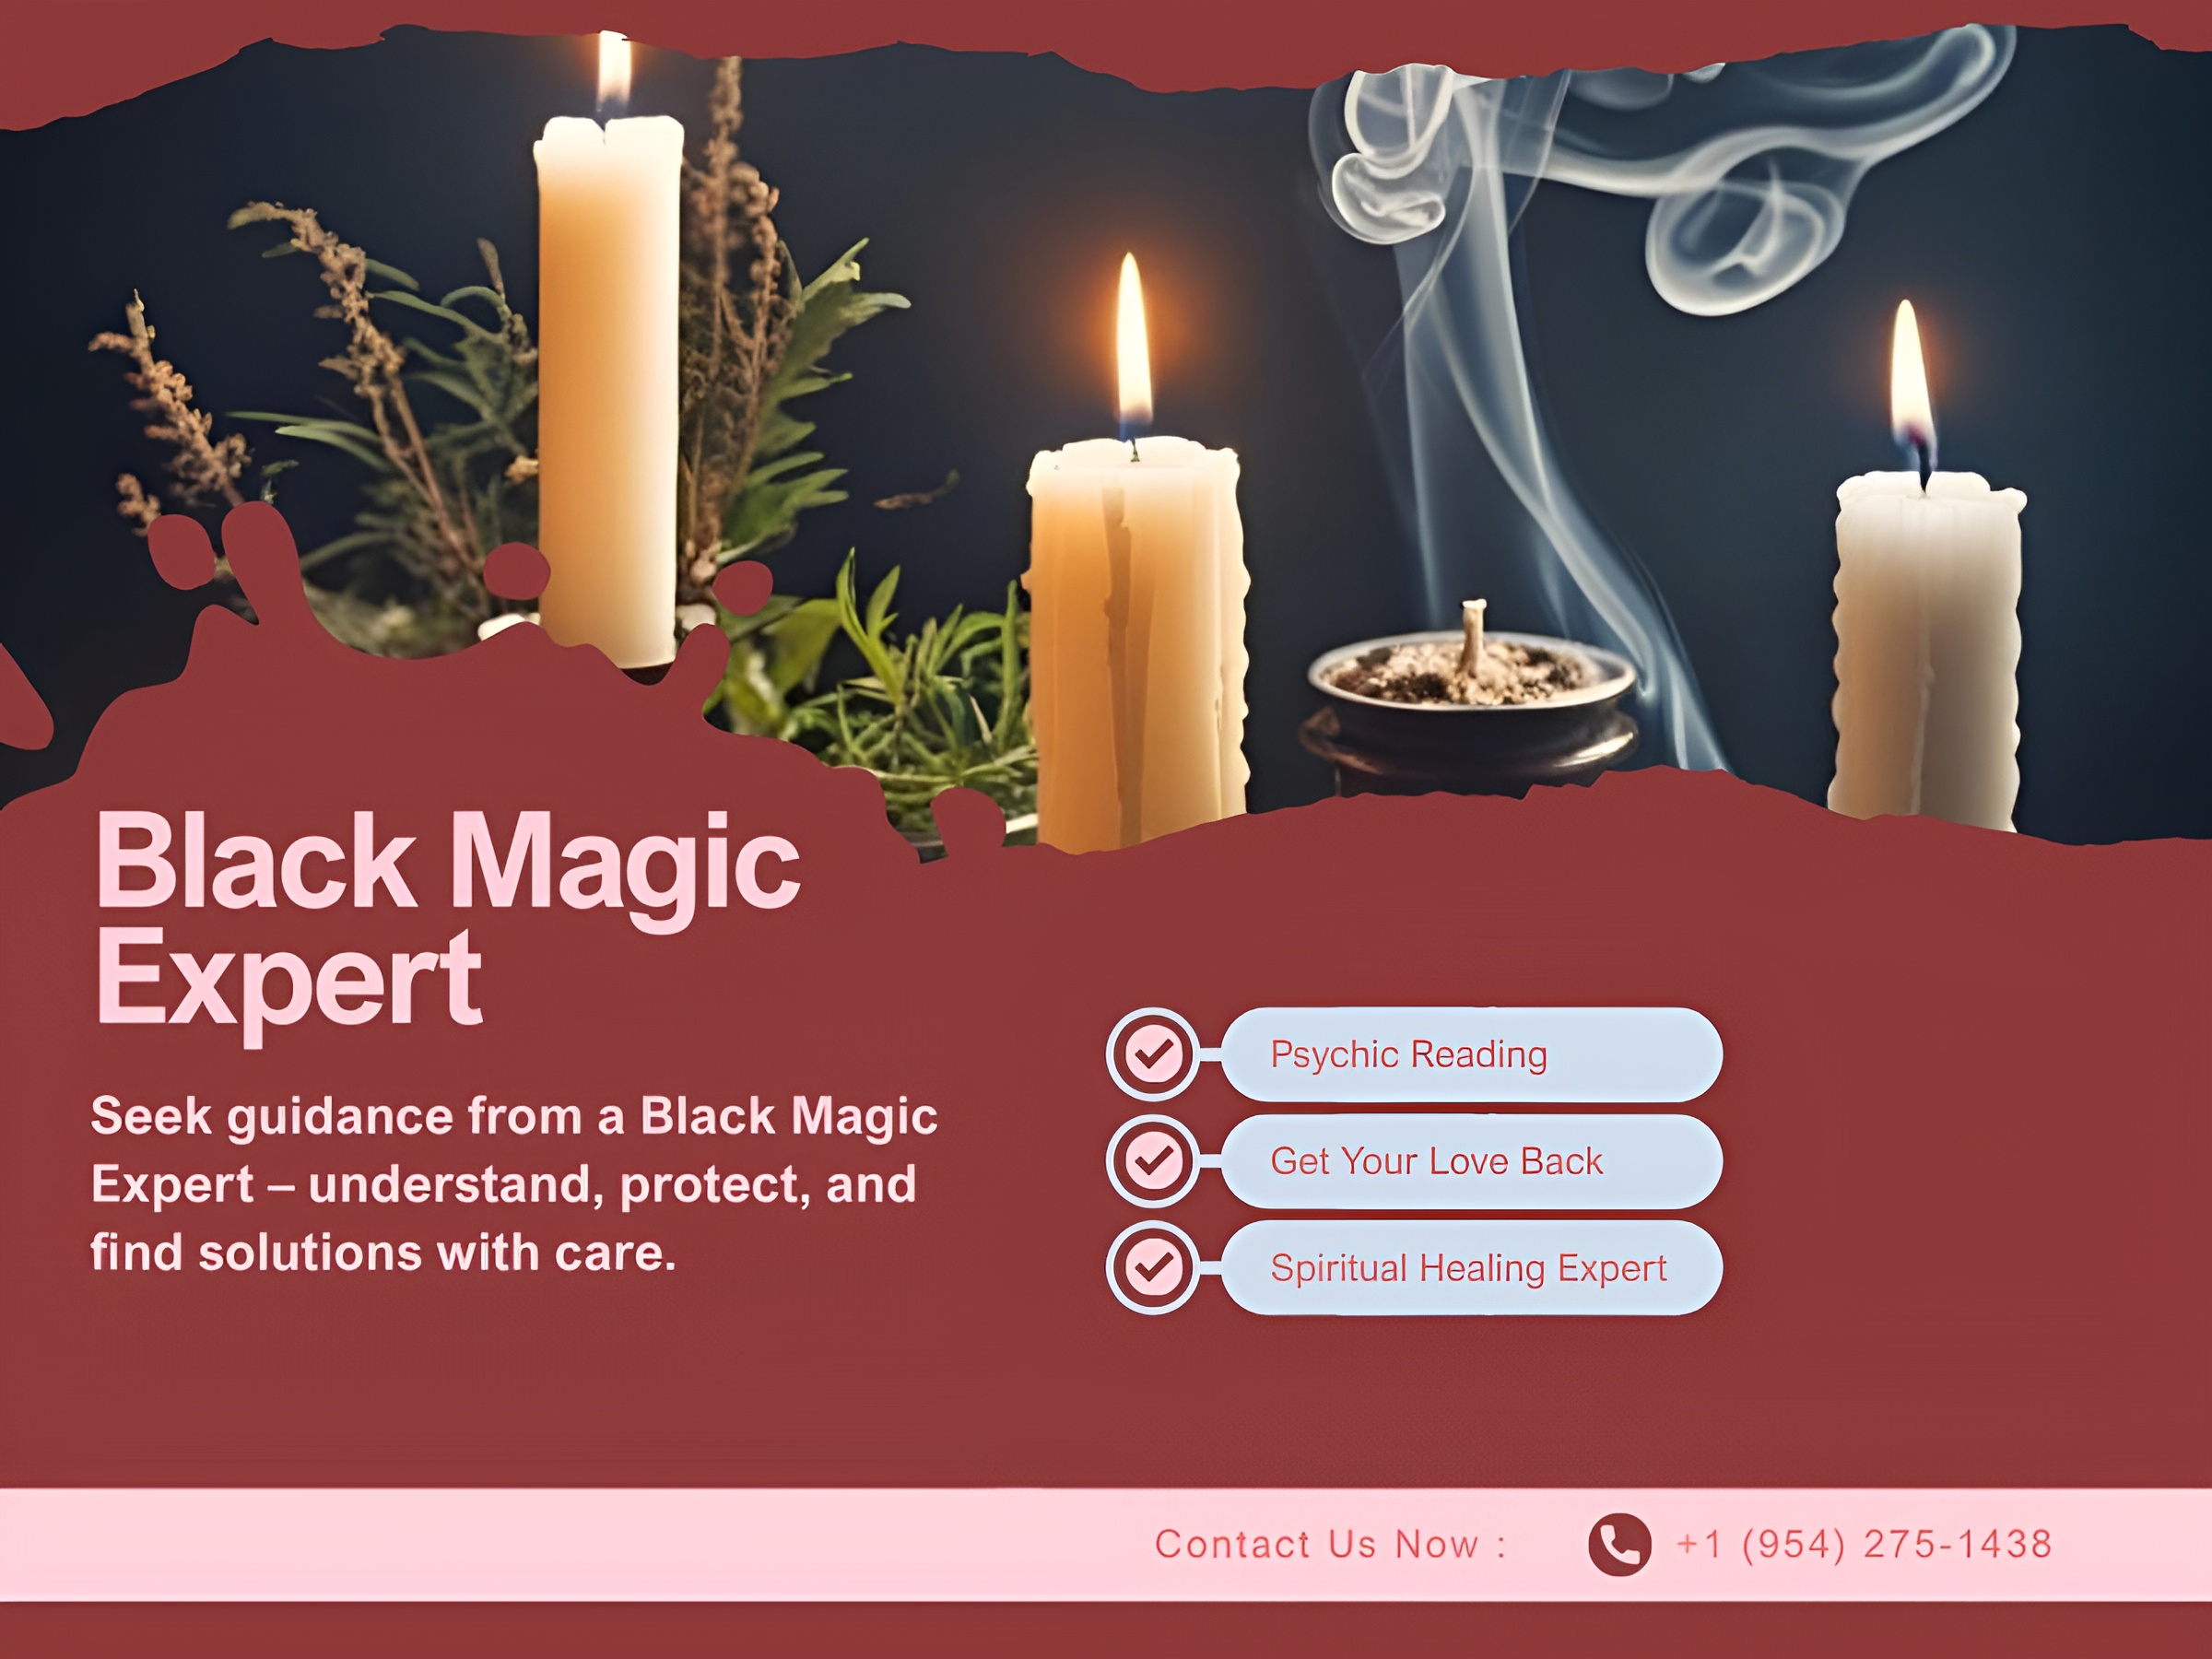 Black Magic
Expert
Seek guidance from a Black Magic
Expert – understand, protect, and
find solutions with care.
Psychic Reading
Get Your Love Back
Spiritual Healing Expert
Contact Us Now : +1 (954) 275-1438